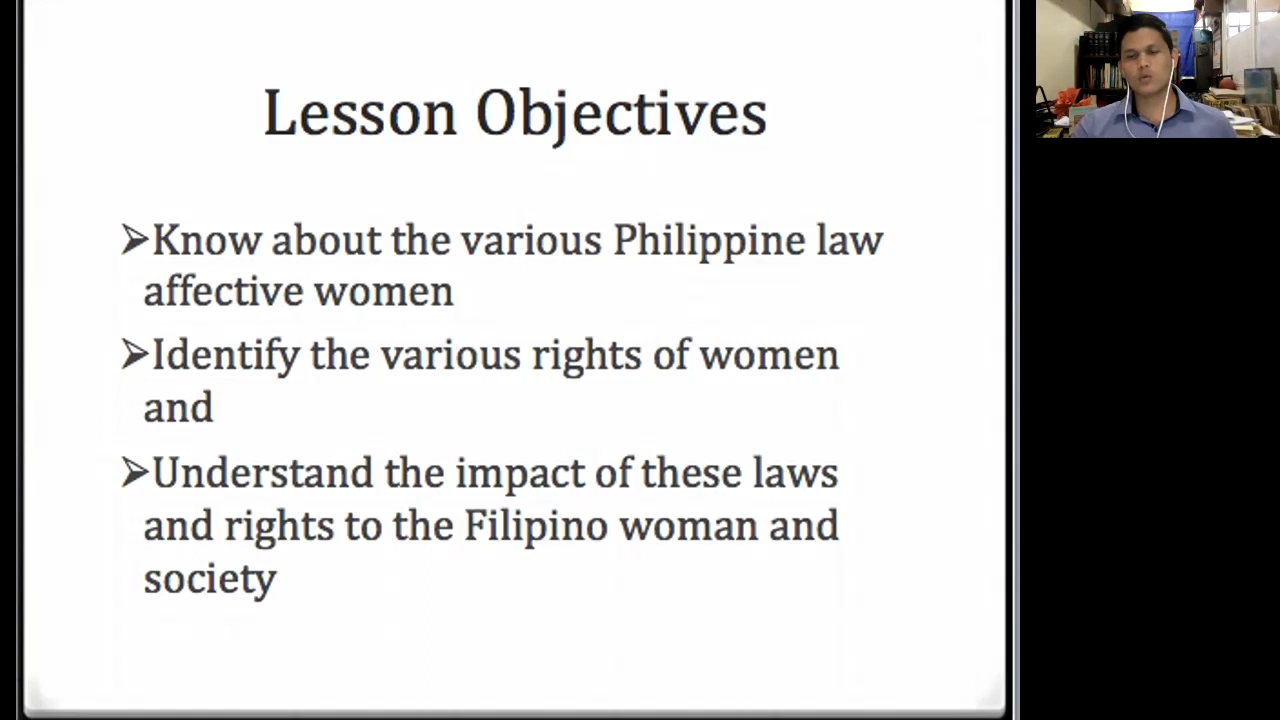 Lesson Objectives
➢Know about the various Philippine law
affective women
➢Identify the various rights of women
and
➢Understand the impact of these laws
and rights to the Filipino woman and
society